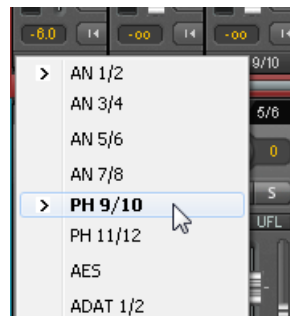 -6.0 -oo -oo
> AN 1/2 9/10
AN 3/4 5/6
AN 5/6 0
AN 7/8
> PH 9/10 S
PH 11/12 UFL
AES
ADAT 1/2